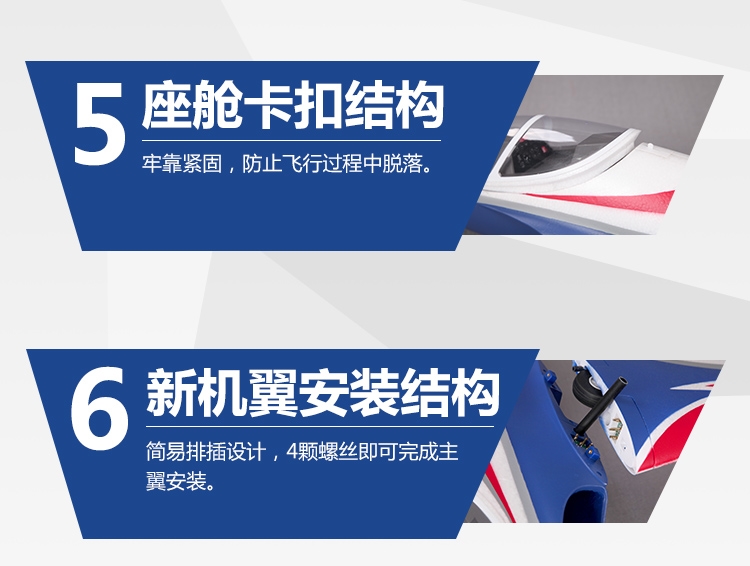 5
座舱卡扣结构
牢靠紧固，防止飞行过程中脱落。
6
新机翼安装结构
简易排插设计，4颗螺丝即可完成主
翼安装。